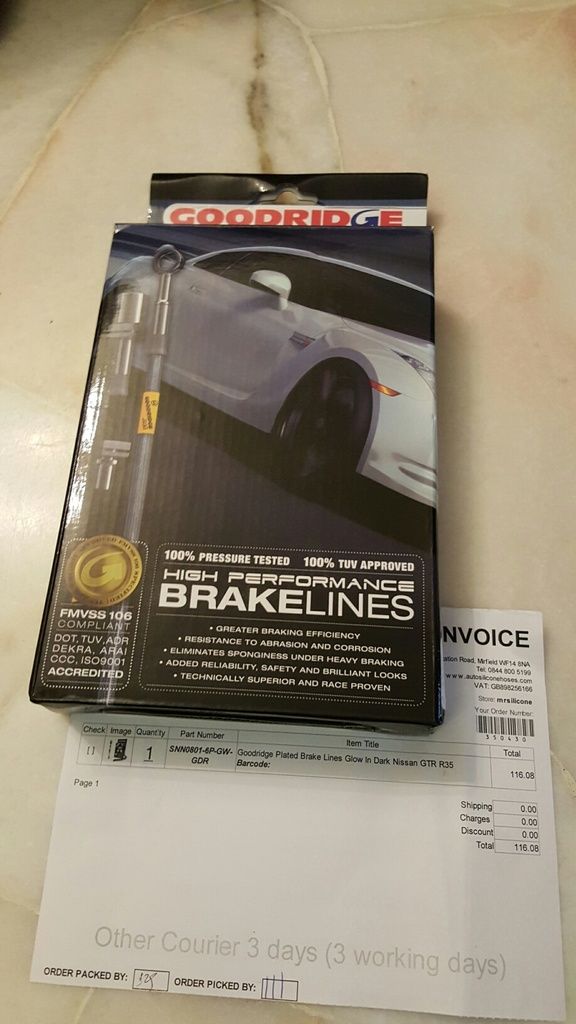 GOODRIDGE
GOODRIDGE
100% PRESSURE TESTED 100% TUV APPROVED
HIGH PERFORMANCE
BRAKELINES
• GREATER BRAKING EFFICIENCY
• RESISTANCE TO ABRASION AND CORROSION
• ELIMINATES SPONGINESS UNDER HEAVY BRAKING
• ADDED RELIABILITY, SAFETY AND BRILLIANT LOOKS
• TECHNICALLY SUPERIOR AND RACE PROVEN
G
FMVSS 106
COMPLIANT
DOT, TUV, ADR
DEKRA, ARAI
CCC, ISO9001
ACCREDITED
NVOICE
ation Road, Mirfield WF14 8NA
Tel: 0844 800 5199
www.autosiliconehoses.com
VAT: GB898256166
Store: mrsilicone
Your Order Number:
350430
Check Image Quantity Part Number Item Title Total
[ ] 1 SNN0801-6P-GW-GDR Goodridge Plated Brake Lines Glow In Dark Nissan GTR R35 116.08
Barcode:
Page 1
Shipping 0.00
Charges 0.00
Discount 0.00
Total 116.08
Other Courier 3 days (3 working days)
ORDER PACKED BY: ORDER PICKED BY: